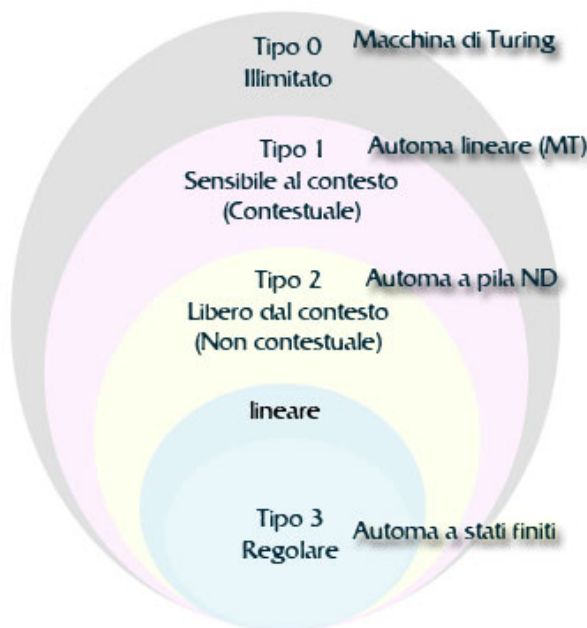 Tipo 0
Illimitato
Macchina di Turing
Tipo 1
Sensibile al contesto
(Contestuale)
Automa lineare (MT)
Tipo 2
Libero dal contesto
(Non contestuale)
Automa a pila ND
lineare
Tipo 3
Regolare
Automa a stati finiti